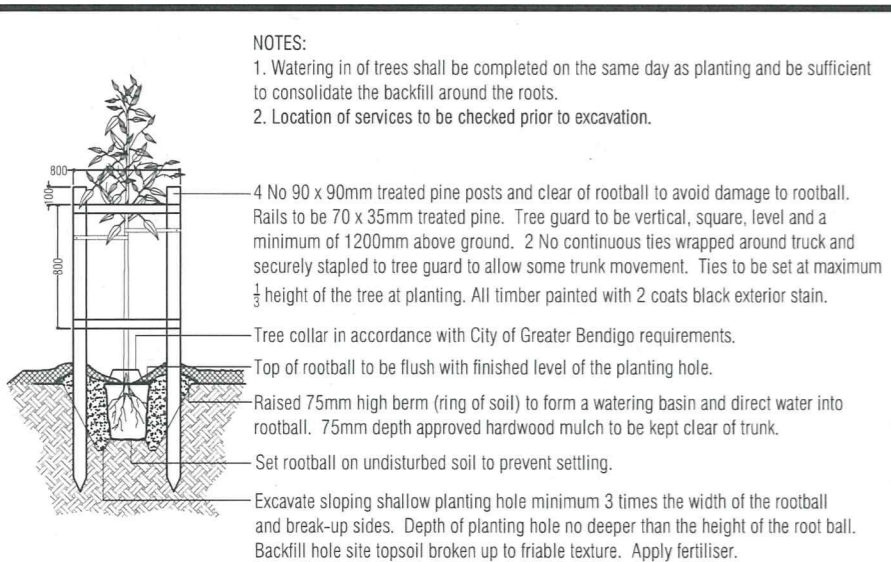 NOTES:
1. Watering in of trees shall be completed on the same day as planting and be sufficient
to consolidate the backfill around the roots.
2. Location of services to be checked prior to excavation.
800
100
4 No 90 x 90mm treated pine posts and clear of rootball to avoid damage to rootball.
Rails to be 70 x 35mm treated pine. Tree guard to be vertical, square, level and a
minimum of 1200mm above ground. 2 No continuous ties wrapped around truck and
securely stapled to tree guard to allow some trunk movement. Ties to be set at maximum
800
1/3 height of the tree at planting. All timber painted with 2 coats black exterior stain.
Tree collar in accordance with City of Greater Bendigo requirements.
Top of rootball to be flush with finished level of the planting hole.
Raised 75mm high berm (ring of soil) to form a watering basin and direct water into
rootball. 75mm depth approved hardwood mulch to be kept clear of trunk.
Set rootball on undisturbed soil to prevent settling.
Excavate sloping shallow planting hole minimum 3 times the width of the rootball
and break-up sides. Depth of planting hole no deeper than the height of the root ball.
Backfill hole site topsoil broken up to friable texture. Apply fertiliser.